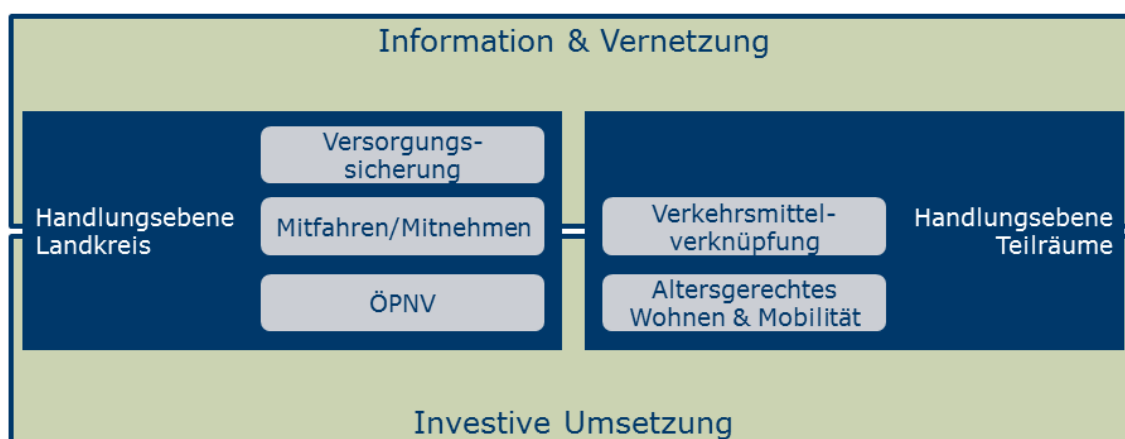 Information & Vernetzung
Handlungsebene
Landkreis
Versorgungs-
sicherung
Mitfahren/Mitnehmen
ÖPNV
Verkehrsmittel-
verknüpfung
Altersgerechtes
Wohnen & Mobilität
Handlungsebene
Teilräume
Investive Umsetzung